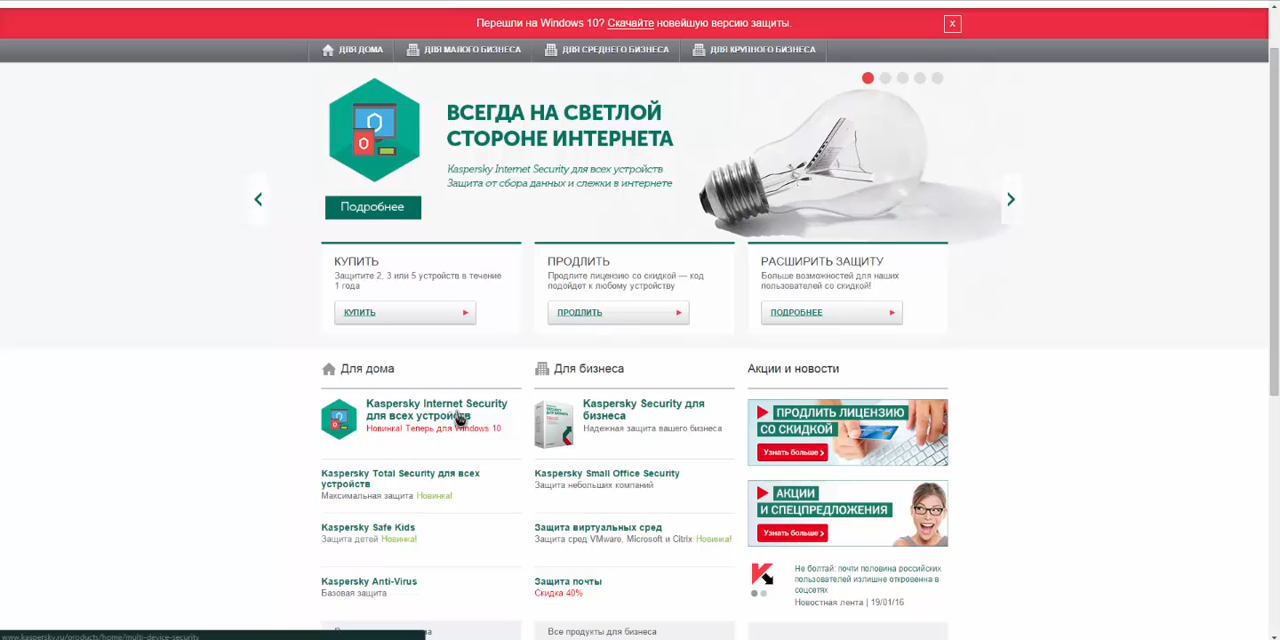 Перешли на Windows 10? Скачайте новейшую версию защиты.
x
ДЛЯ ДОМА
ДЛЯ МАЛОГО БИЗНЕСА
ДЛЯ СРЕДНЕГО БИЗНЕСА
ДЛЯ КРУПНОГО БИЗНЕСА
ВСЕГДА НА СВЕТЛОЙ
СТОРОНЕ ИНТЕРНЕТА
Kaspersky Internet Security для всех устройств
Защита от сбора данных и слежки в интернете
Подробнее
КУПИТЬ
Защитите 2, 3 или 5 устройств в течение
1 года
КУПИТЬ
ПРОДЛИТЬ
Продлите лицензию со скидкой — код
подойдет к любому устройству
ПРОДЛИТЬ
РАСШИРИТЬ ЗАЩИТУ
Больше возможностей для наших
пользователей со скидкой!
ПОДРОБНЕЕ
Для дома
Kaspersky Internet Security
для всех устройств
Новинка! Теперь для Windows 10
Kaspersky Total Security для всех
устройств
Максимальная защита Новинка!
Kaspersky Safe Kids
Защита детей Новинка!
Kaspersky Anti-Virus
Базовая защита
Для бизнеса
Kaspersky Security для
бизнеса
Надежная защита вашего бизнеса
Kaspersky Small Office Security
Защита небольших компаний
Защита виртуальных сред
Защита сред VMware, Microsoft и Citrix Новинка!
Защита почты
Скидка 40%
Все продукты для бизнеса
Акции и новости
ПРОДЛИТЬ ЛИЦЕНЗИЮ
СО СКИДКОЙ
Узнать больше
АКЦИИ
И СПЕЦПРЕДЛОЖЕНИЯ
Узнать больше
Не болтай: почти половина российских
пользователей излишне откровенна в
соцсетях
Новостная лента | 19/01/16
www.kaspersky.ru/products/home/multi-device-security